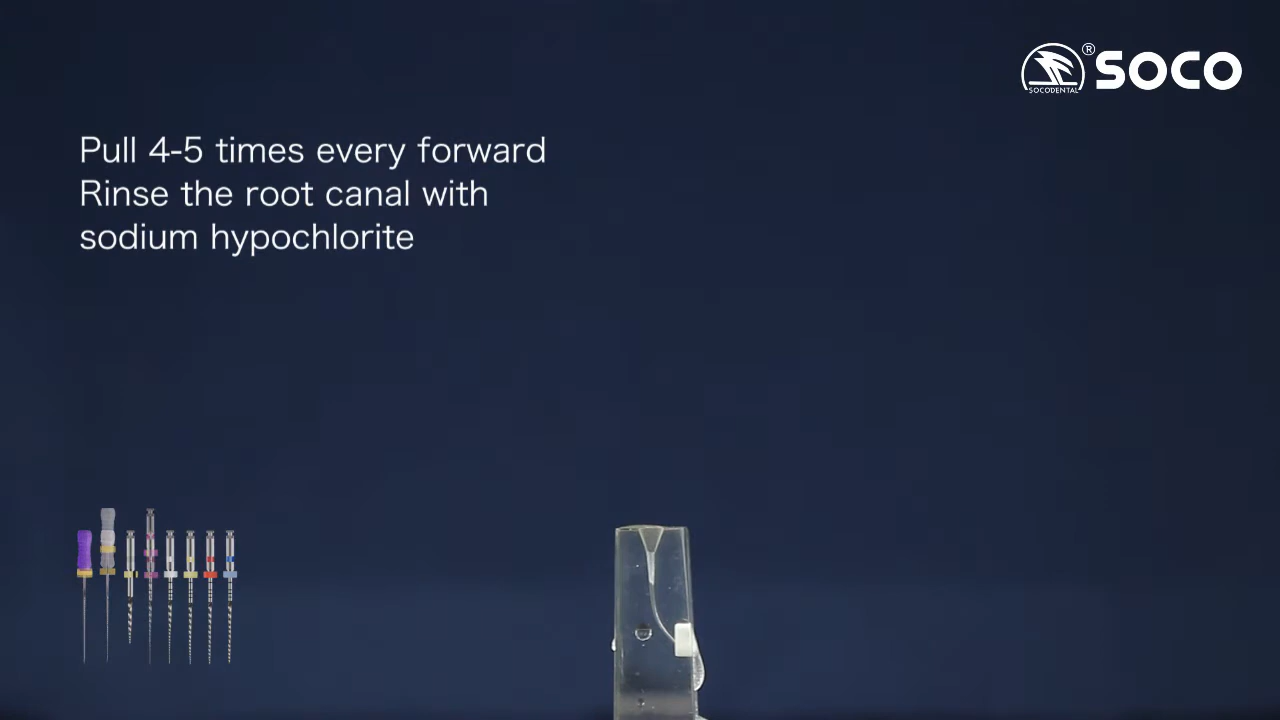 SOCODENTAL
® SOCO
Pull 4-5 times every forward
Rinse the root canal with
sodium hypochlorite